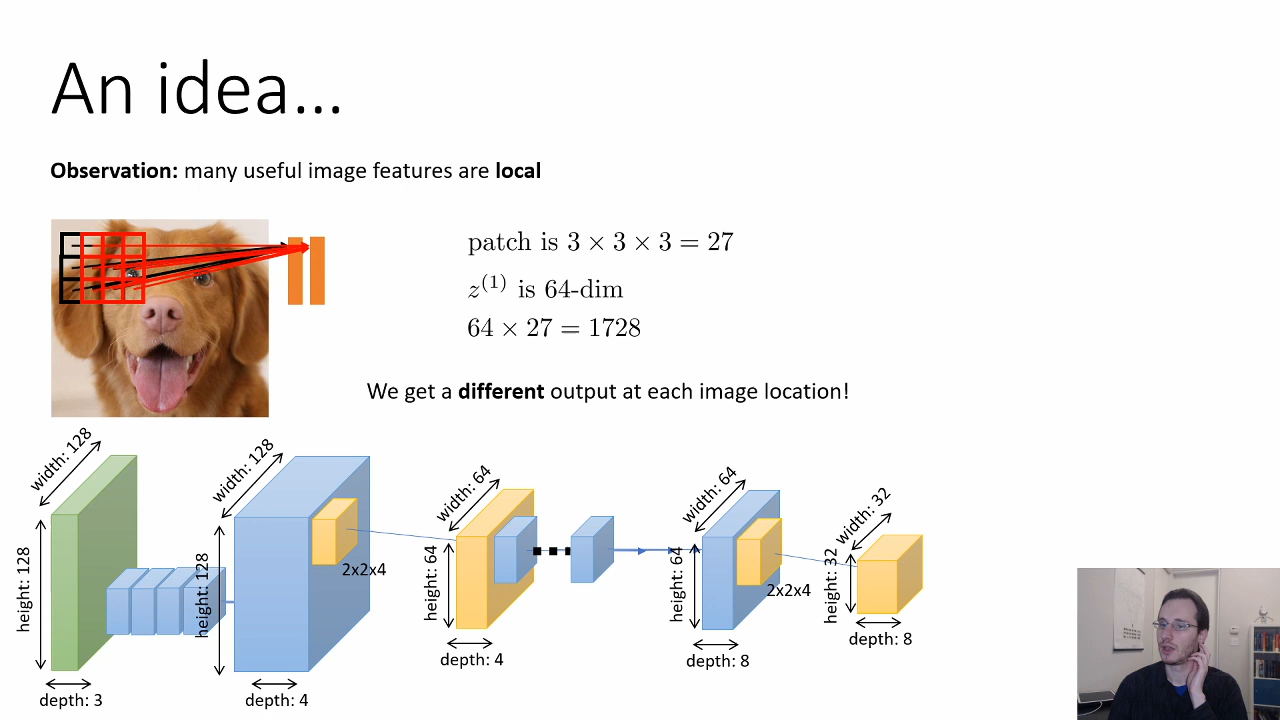 An idea…
Observation: many useful image features are local
patch is 3 × 3 × 3 = 27
z^{(1)} is 64-dim
64 × 27 = 1728
We get a different output at each image location!
width: 128
height: 128
depth: 3
width: 128
height: 128
depth: 4
2x2x4
width: 64
height: 64
depth: 4
width: 64
height: 64
depth: 8
2x2x4
width: 32
height: 32
depth: 8